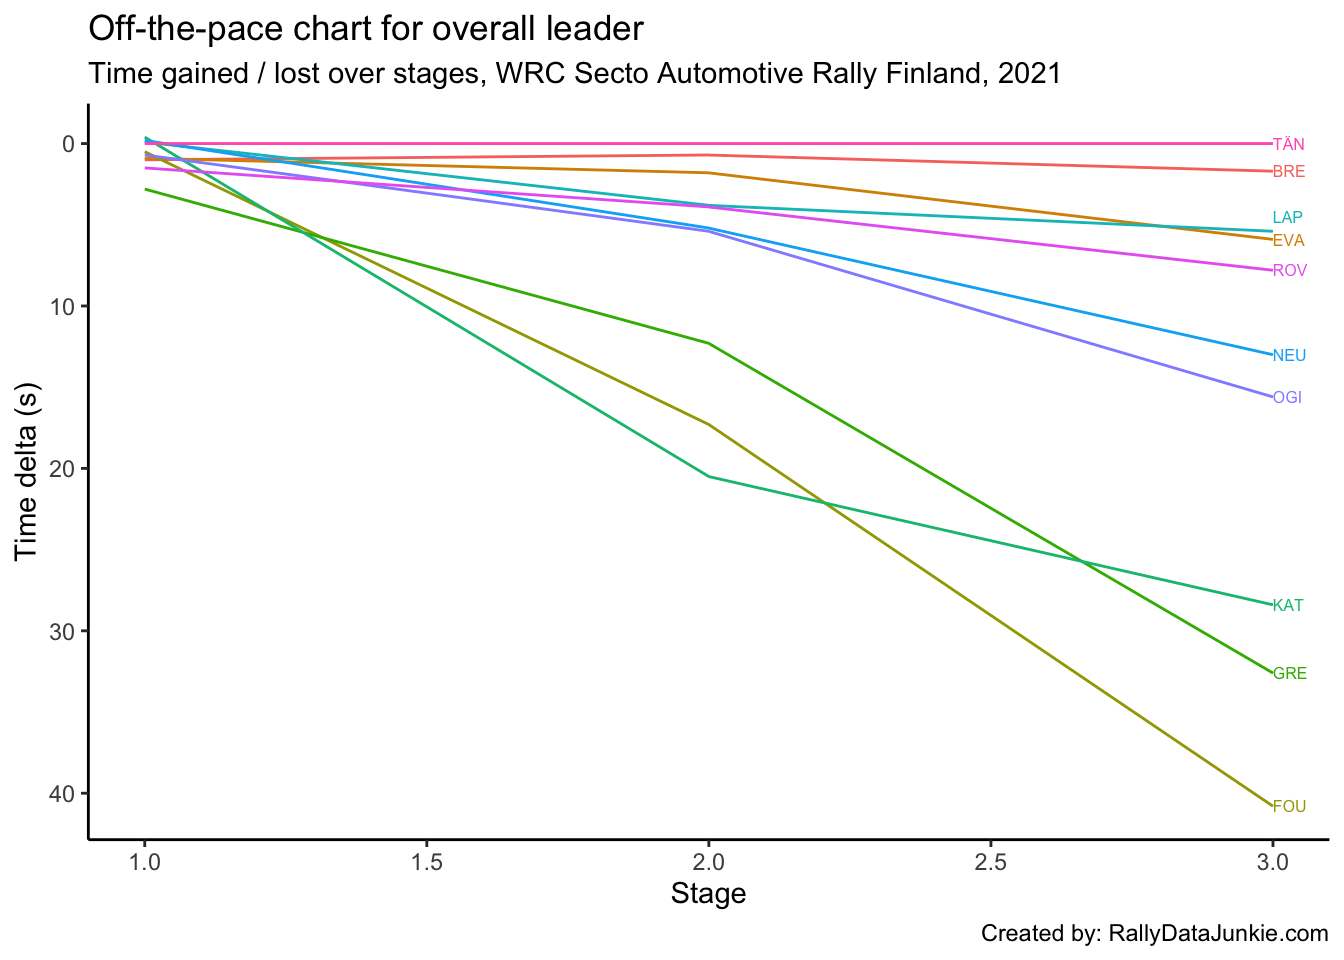 Off-the-pace chart for overall leader
Time gained / lost over stages, WRC Secto Automotive Rally Finland, 2021
Time delta (s)
0
10
20
30
40
TÄN
BRE
LAP
EVA
ROV
NEU
OGI
KAT
GRE
FOU
1.0 1.5 2.0 2.5 3.0
Stage
Created by: RallyDataJunkie.com